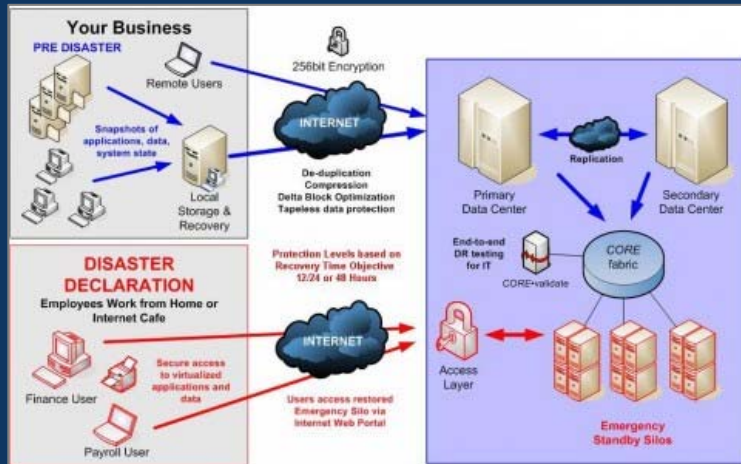 Your Business
PRE DISASTER
Remote Users
Snapshots of
applications, data,
system state
Local
Storage &
Recovery
256bit Encryption
INTERNET
De-duplication
Compression
Delta Block Optimization
Tapeless data protection
Primary
Data Center
Replication
Secondary
Data Center
End-to-end
DR testing
for IT
CORE•validate
CORE
fabric
DISASTER
DECLARATION
Employees Work from Home or
Internet Cafe
Finance User
Secure access
to virtualized
applications and
data
Payroll User
Protection Levels based on
Recovery Time Objective
12/24 or 48 Hours
INTERNET
Users access restored
Emergency Silo via
Internet Web Portal
Access
Layer
Emergency
Standby Silos